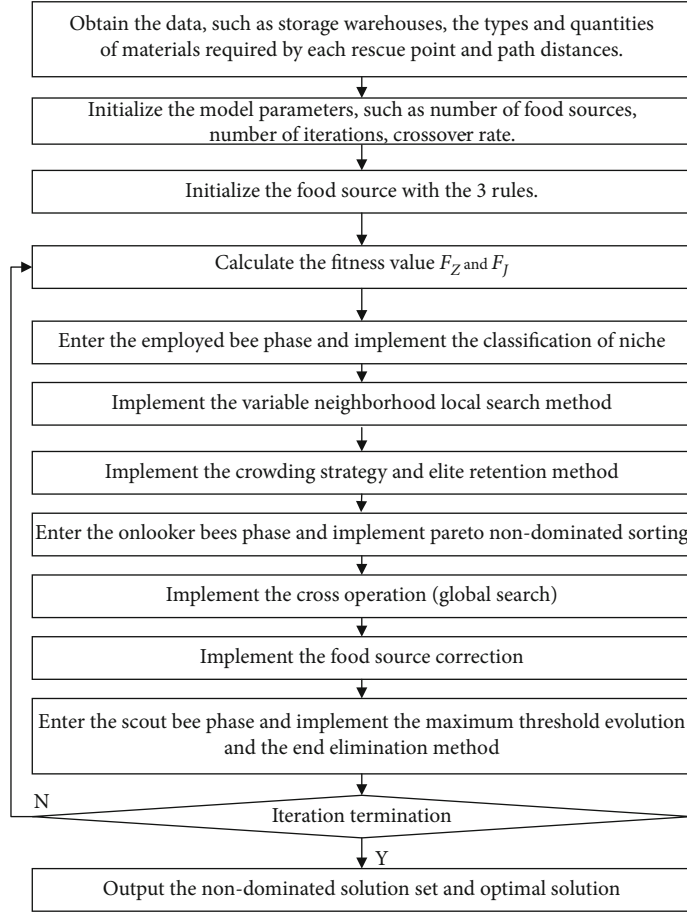 Obtain the data, such as storage warehouses, the types and quantities
of materials required by each rescue point and path distances.
Initialize the model parameters, such as number of food sources,
number of iterations, crossover rate.
Initialize the food source with the 3 rules.
Calculate the fitness value F_Z and F_J
Enter the employed bee phase and implement the classification of niche
Implement the variable neighborhood local search method
Implement the crowding strategy and elite retention method
Enter the onlooker bees phase and implement pareto non-dominated sorting
Implement the cross operation (global search)
Implement the food source correction
Enter the scout bee phase and implement the maximum threshold evolution
and the end elimination method
N
Iteration termination
Y
Output the non-dominated solution set and optimal solution